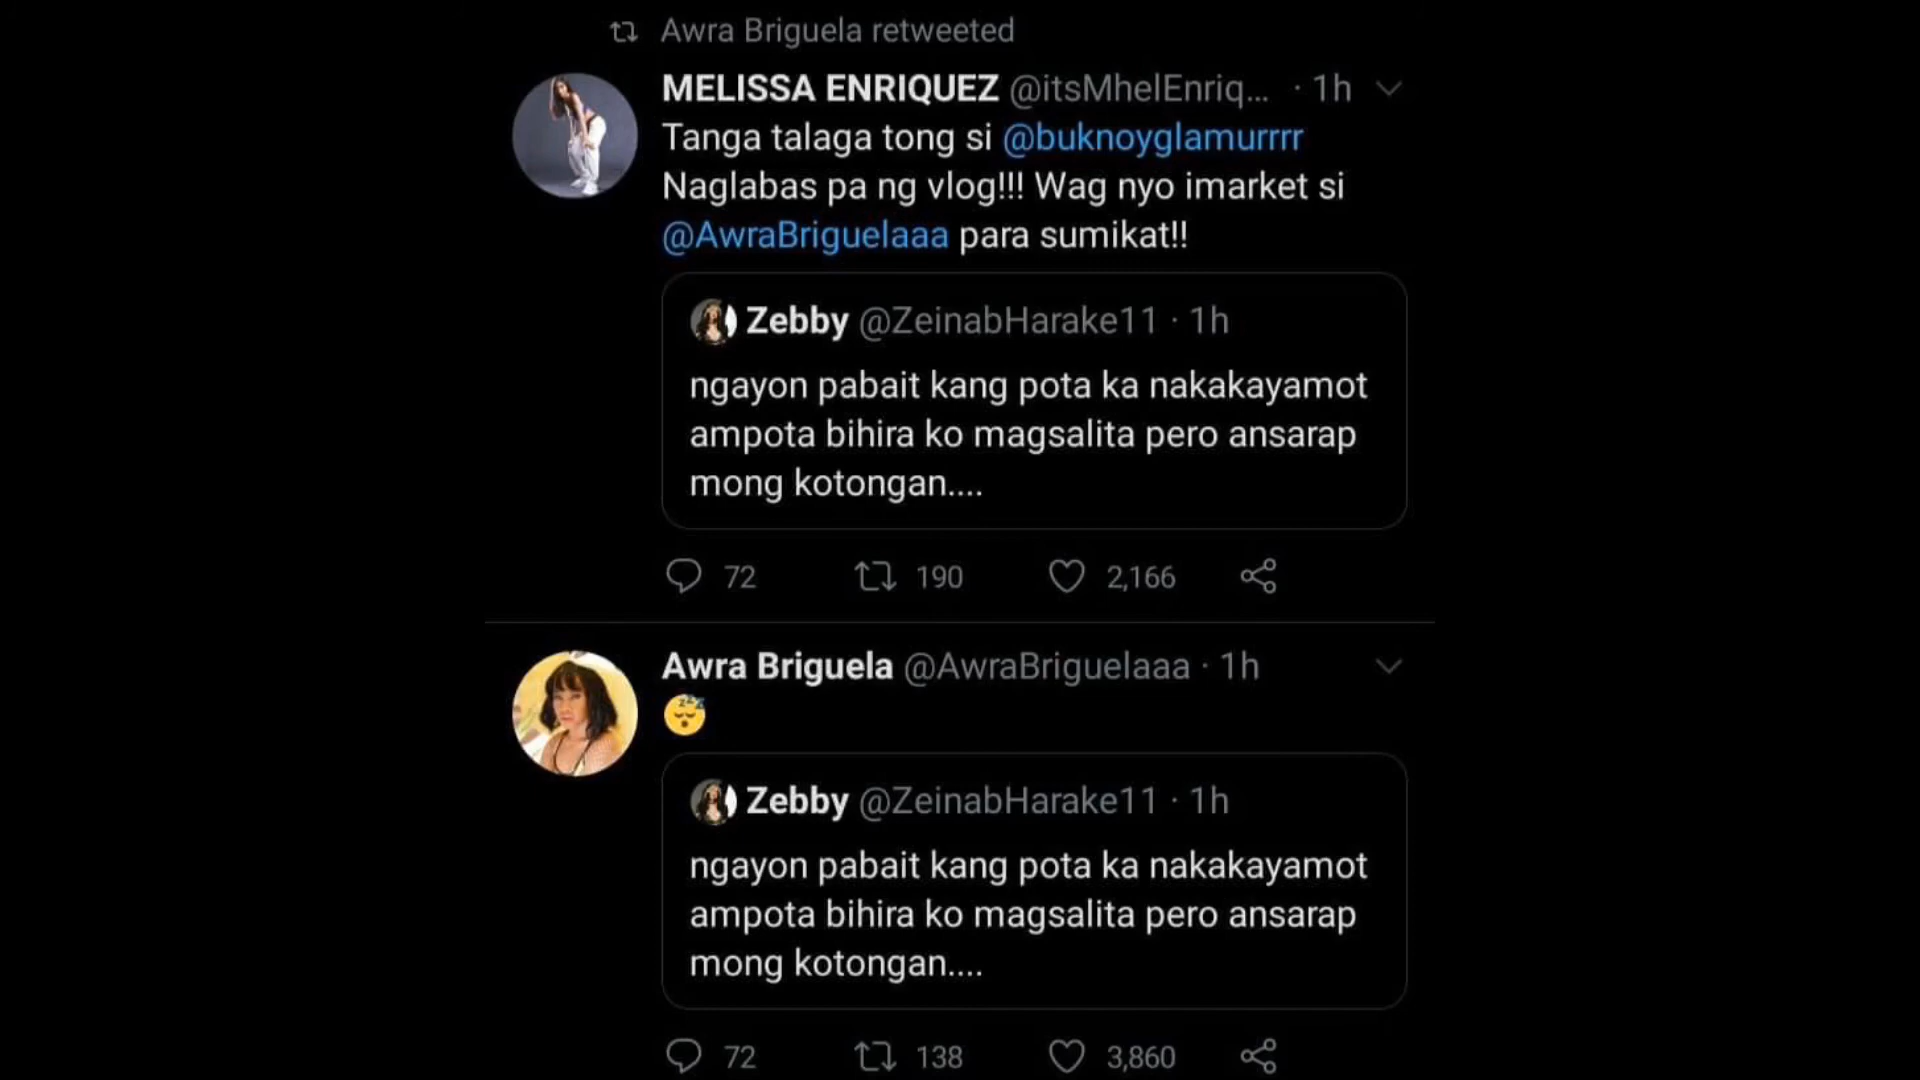 Awra Briguela retweeted
MELISSA ENRIQUEZ @itsMhelEnriq... · 1h
Tanga talaga tong si @buknoyglamurrrr
Naglabas pa ng vlog!!! Wag nyo imarket si
@AwraBriguelaaa para sumikat!!
Zebby @ZeinabHarake11 · 1h
ngayon pabait kang pota ka nakakayamot
ampota bihira ko magsalita pero ansarap
mong kotongan....
72 190 2,166
Awra Briguela @AwraBriguelaaa · 1h
😴
Zebby @ZeinabHarake11 · 1h
ngayon pabait kang pota ka nakakayamot
ampota bihira ko magsalita pero ansarap
mong kotongan....
72 138 3,860